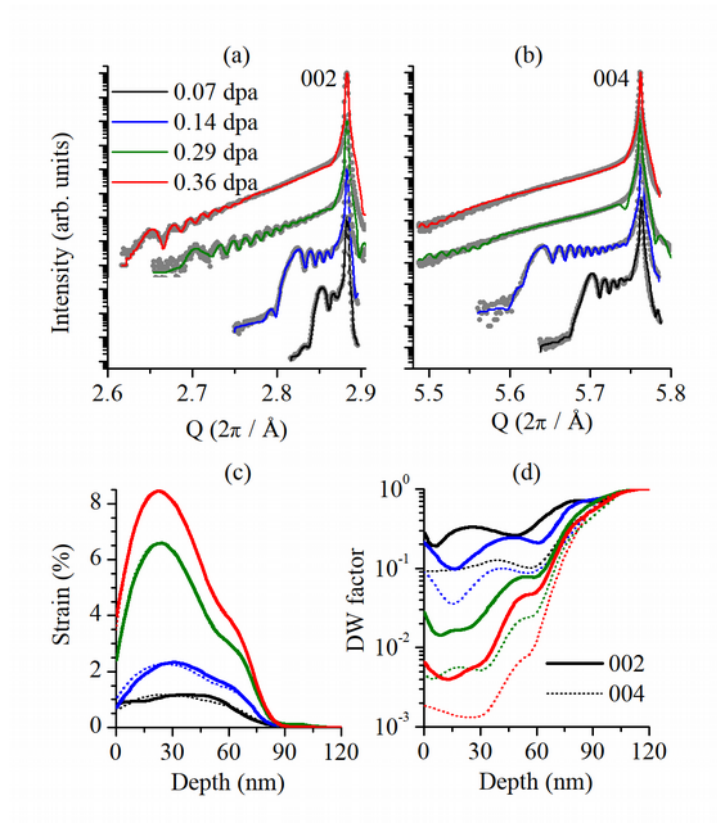 (a)
(b)
002
004
0.07 dpa
0.14 dpa
0.29 dpa
0.36 dpa
Intensity (arb. units)
2.6 2.7 2.8 2.9
5.5 5.6 5.7 5.8
Q (2π / Å)
Q (2π / Å)
(c)
(d)
8
6
4
2
0
Strain (%)
0 30 60 90 120
Depth (nm)
10⁰
10⁻¹
10⁻²
10⁻³
DW factor
002
004
0 30 60 90 120
Depth (nm)